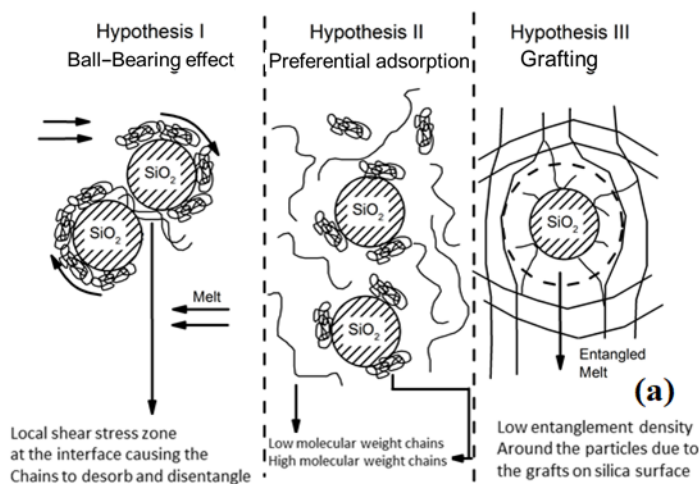 Hypothesis I
Ball-Bearing effect
SiO2
SiO2
Melt
Local shear stress zone
at the interface causing the
Chains to desorb and disentangle
Hypothesis II
Preferential adsorption
SiO2
SiO2
Low molecular weight chains
High molecular weight chains
Hypothesis III
Grafting
SiO2
Entangled
Melt
(a)
Low entanglement density
Around the particles due to
the grafts on silica surface